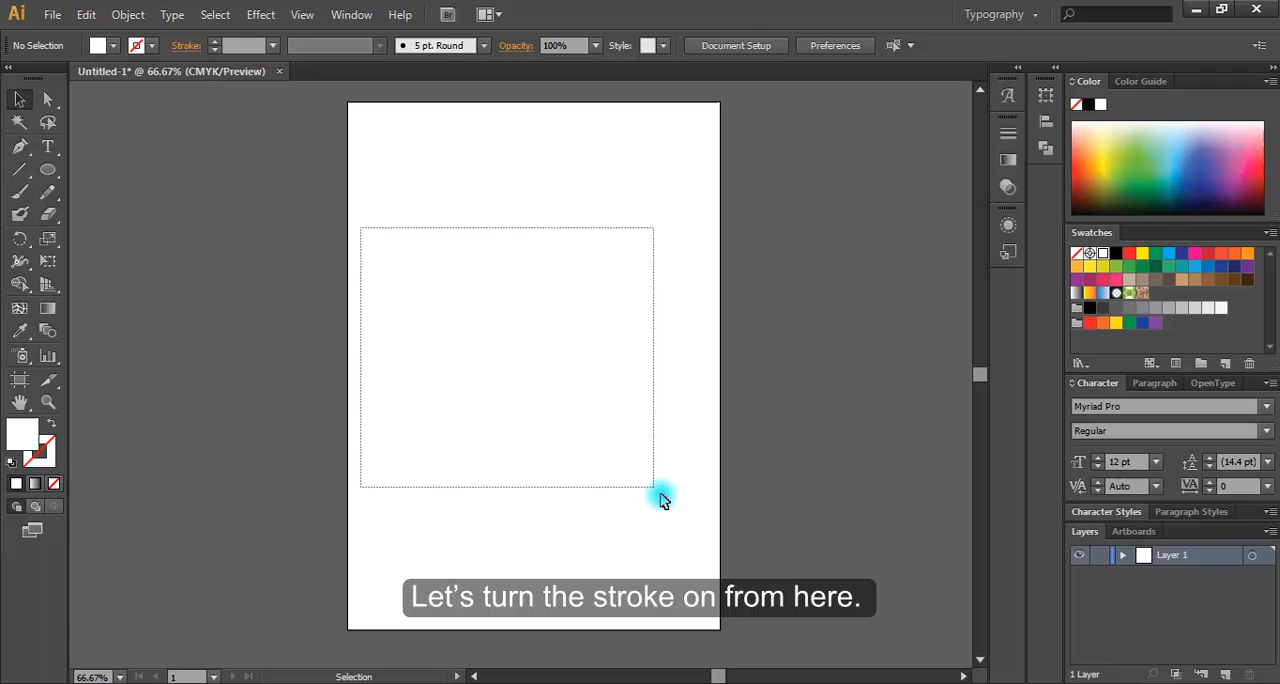 Ai File Edit Object Type Select Effect View Window Help Br Typography
No Selection Stroke: 5 pt. Round Opacity: 100% Style: Document Setup Preferences
Untitled-1* @ 66.67% (CMYK/Preview) ×
Color Color Guide
Swatches
Character Paragraph OpenType
Myriad Pro
Regular
12 pt (14.4 pt)
Auto 0
Character Styles Paragraph Styles
Layers Artboards
Layer 1
Let's turn the stroke on from here.
66.67% 1 Selection 1 Layer